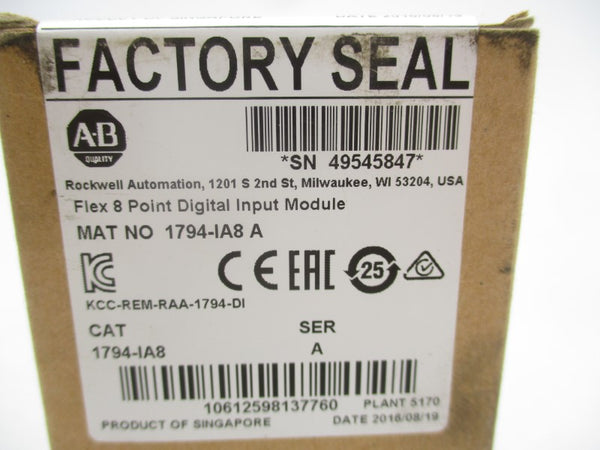 FACTORY SEAL
A-B
QUALITY
*SN 49545847*
Rockwell Automation, 1201 S 2nd St, Milwaukee, WI 53204, USA
Flex 8 Point Digital Input Module
MAT NO 1794-IA8 A
KC
CE EAC 25
KCC-REM-RAA-1794-DI
CAT SER
1794-IA8 A
10612598137760 PLANT 5170
PRODUCT OF SINGAPORE DATE 2016/08/19